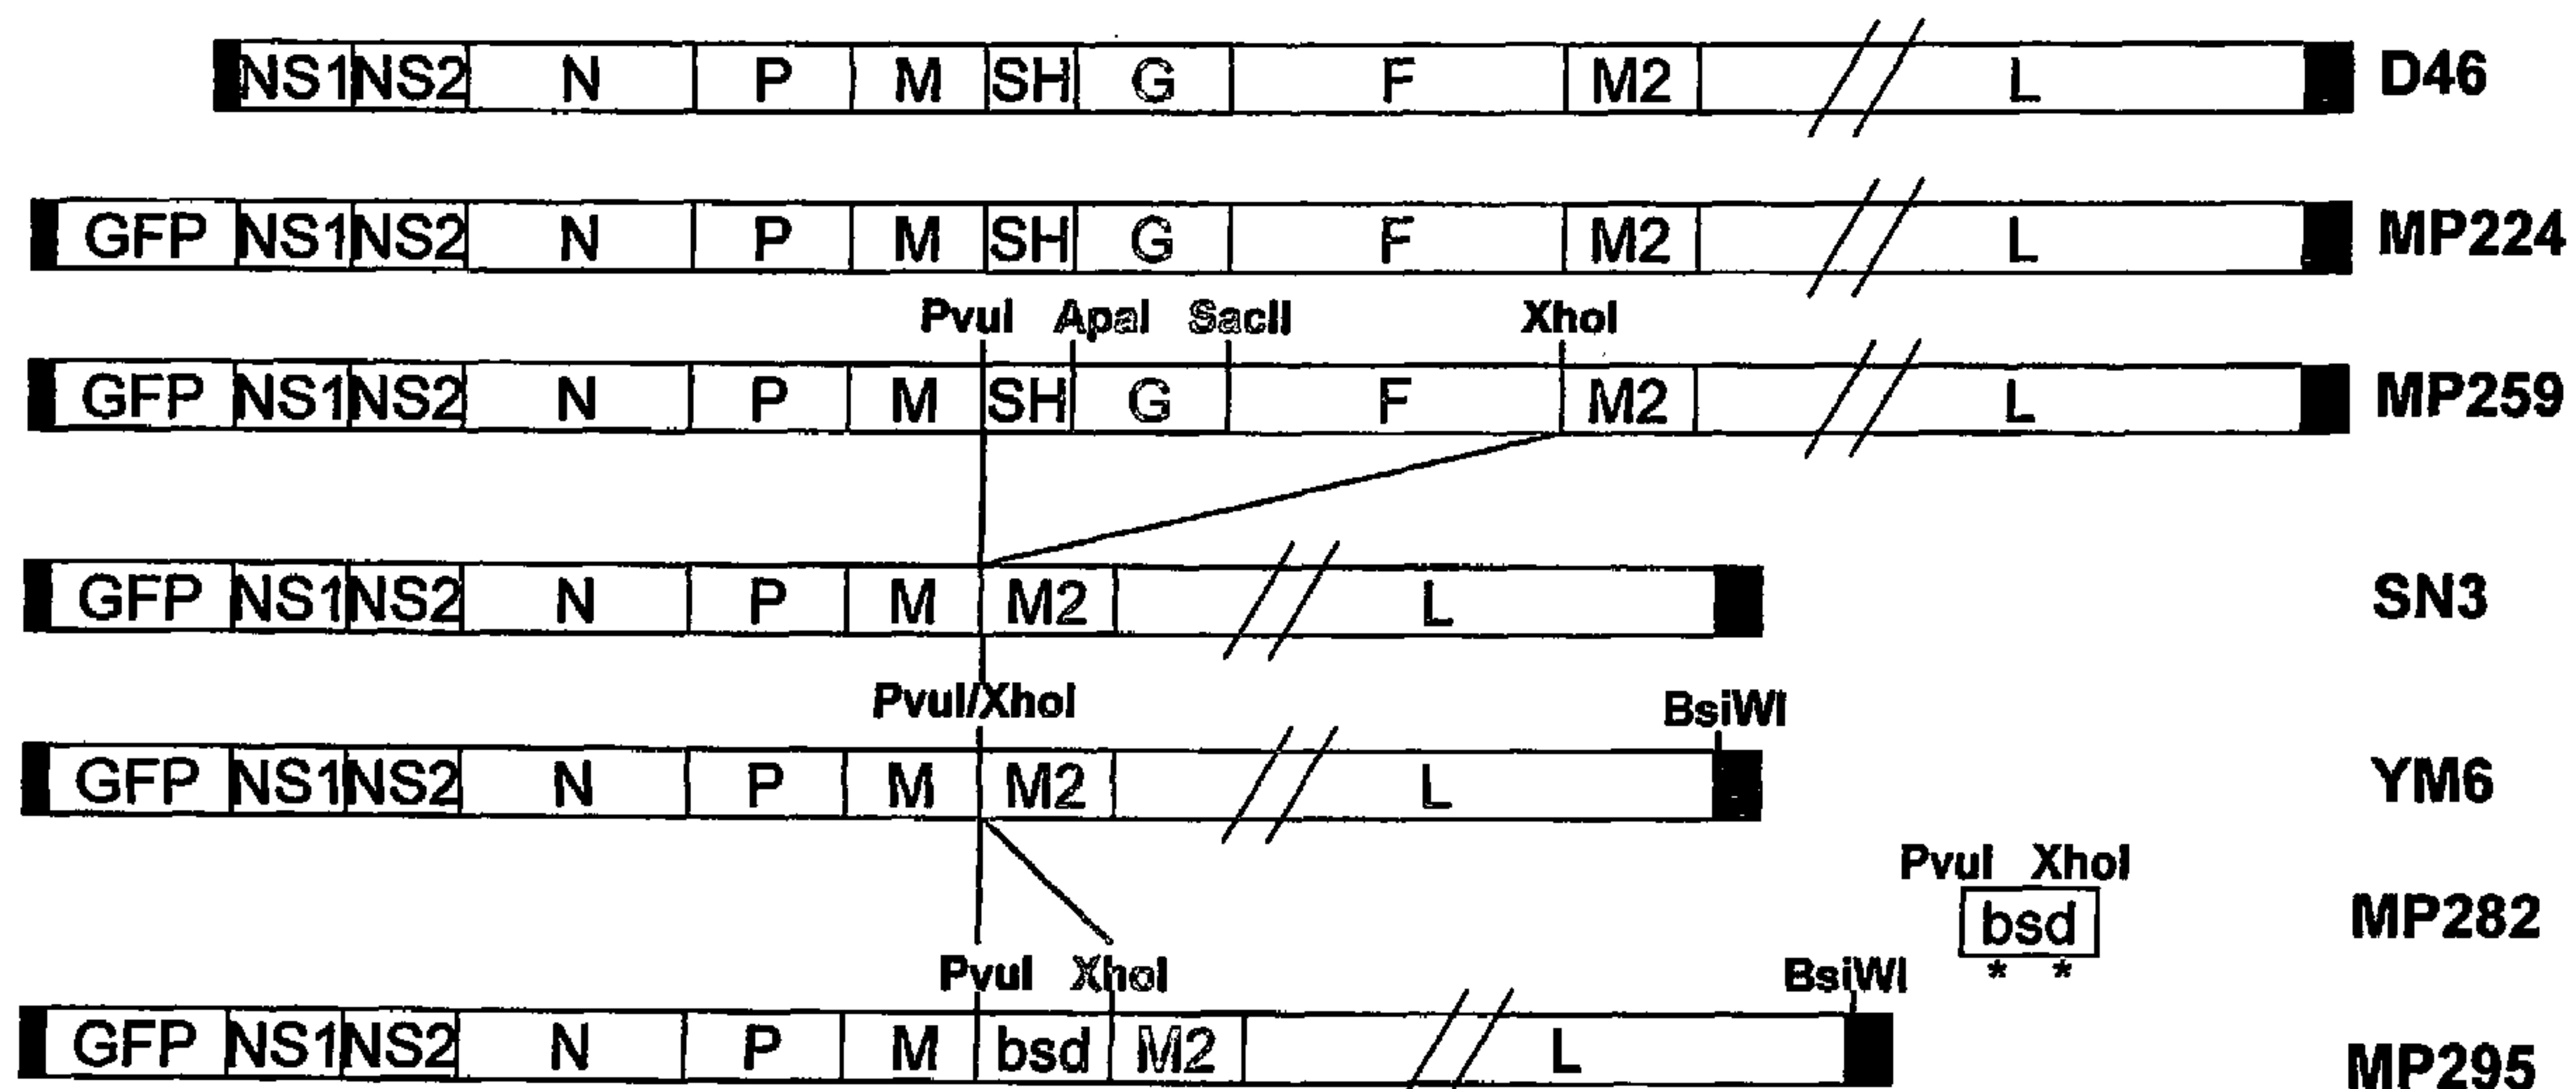 NS1 NS2 N P M SH G F M2 L D46
GFP NS1 NS2 N P M SH G F M2 L MP224
PvuI ApaI SacII XhoI
GFP NS1 NS2 N P M SH G F M2 L MP259
GFP NS1 NS2 N P M M2 L SN3
PvuI/XhoI BsiWI
GFP NS1 NS2 N P M M2 L YM6
PvuI XhoI
bsd MP282
* *
PvuI XhoI BsiWI
GFP NS1 NS2 N P M bsd M2 L MP295